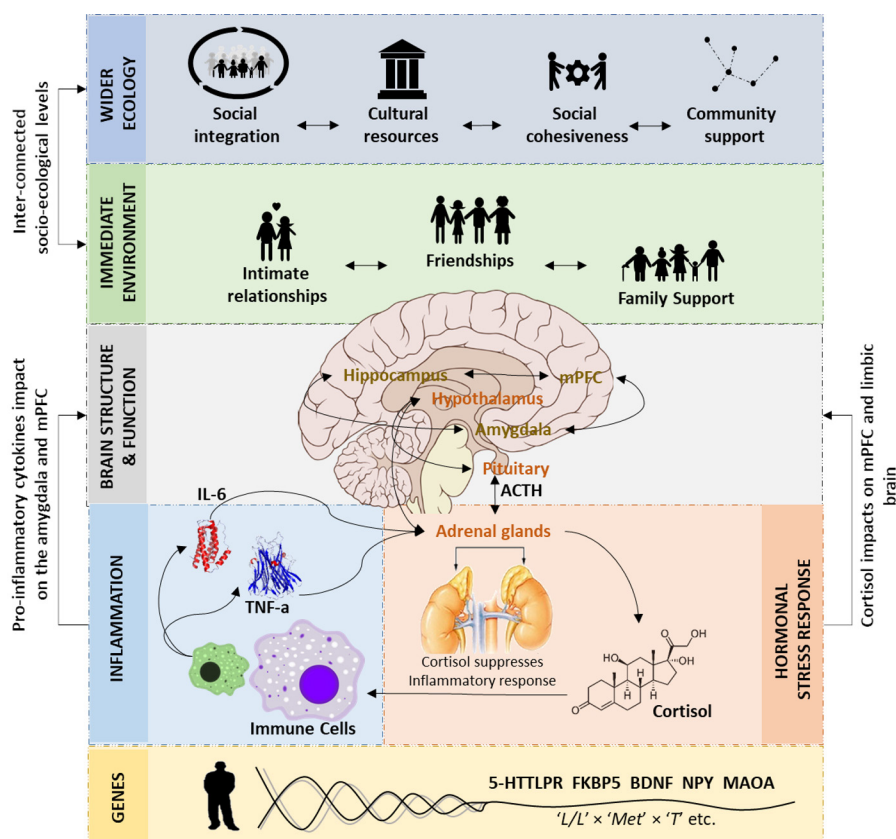 Inter-connected
socio-ecological levels
WIDER
ECOLOGY
Social
integration
Cultural
resources
Social
cohesiveness
Community
support
IMMEDIATE
ENVIRONMENT
Intimate
relationships
Friendships
Family Support
Pro-inflammatory cytokines impact
on the amygdala and mPFC
BRAIN STRUCTURE
& FUNCTION
Hippocampus
mPFC
Hypothalamus
Amygdala
Pituitary
ACTH
Cortisol impacts on mPFC and limbic
brain
INFLAMMATION
IL-6
TNF-a
Immune Cells
Adrenal glands
Cortisol suppresses
Inflammatory response
O
HO
H
H
H
O
OH
OH
Cortisol
HORMONAL
STRESS RESPONSE
GENES
5-HTTLPR FKBP5 BDNF NPY MAOA
‘L/L’ × ‘Met’ × ‘T’ etc.